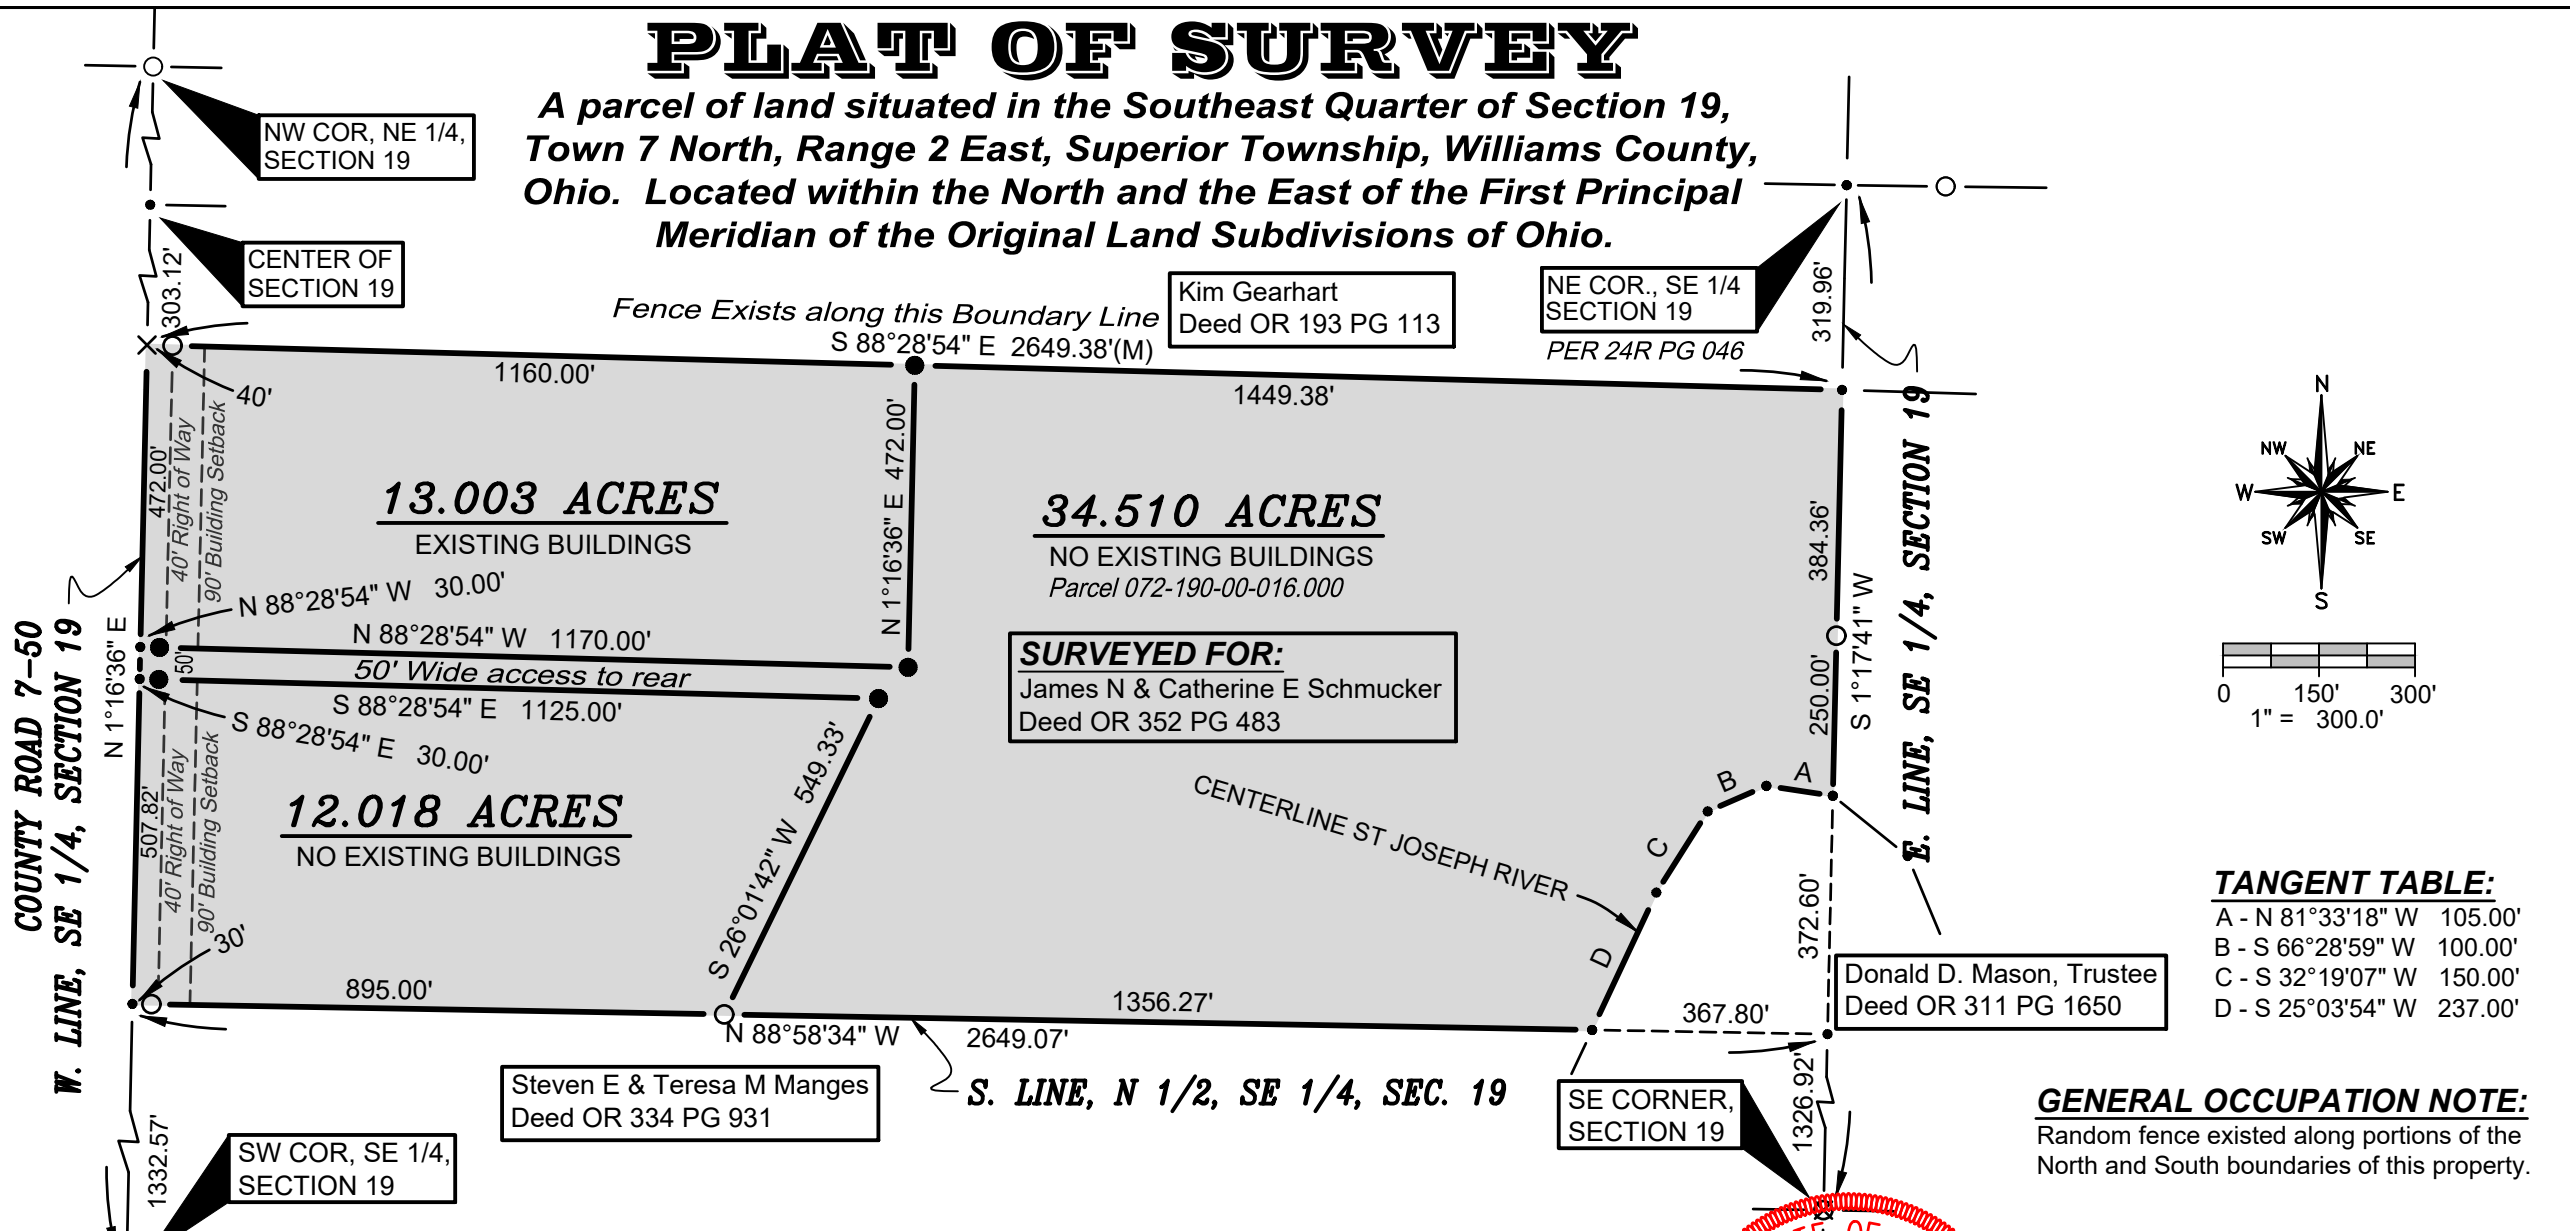 PLAT OF SURVEY
A parcel of land situated in the Southeast Quarter of Section 19,
Town 7 North, Range 2 East, Superior Township, Williams County,
Ohio. Located within the North and the East of the First Principal
Meridian of the Original Land Subdivisions of Ohio.
NW COR, NE 1/4,
SECTION 19
CENTER OF
SECTION 19
303.12'
Fence Exists along this Boundary Line
S 88°28'54" E 2649.38'(M)
Kim Gearhart
Deed OR 193 PG 113
NE COR., SE 1/4
SECTION 19
PER 24R PG 046
319.96'
1160.00'
1449.38'
40'
472.00'
40' Right of Way
90' Building Setback
13.003 ACRES
EXISTING BUILDINGS
N 1°16'36" E 472.00'
34.510 ACRES
NO EXISTING BUILDINGS
Parcel 072-190-00-016.000
384.36'
E. LINE, SE 1/4, SECTION 19
N
NE
E
SE
S
SW
W
NW
0 150' 300'
1" = 300.0'
N 88°28'54" W 30.00'
N 88°28'54" W 1170.00'
50' Wide access to rear
50'
S 88°28'54" E 1125.00'
S 88°28'54" E 30.00'
COUNTY ROAD 7-50
W. LINE, SE 1/4, SECTION 19
N 1°16'36" E
SURVEYED FOR:
James N & Catherine E Schmucker
Deed OR 352 PG 483
250.00'
S 1°17'41" W
507.82'
40' Right of Way
90' Building Setback
12.018 ACRES
NO EXISTING BUILDINGS
S 26°01'42" W 549.33'
CENTERLINE ST JOSEPH RIVER
A
B
C
D
372.60'
TANGENT TABLE:
A - N 81°33'18" W 105.00'
B - S 66°28'59" W 100.00'
C - S 32°19'07" W 150.00'
D - S 25°03'54" W 237.00'
Donald D. Mason, Trustee
Deed OR 311 PG 1650
30'
895.00'
1356.27'
367.80'
N 88°58'34" W 2649.07'
S. LINE, N 1/2, SE 1/4, SEC. 19
Steven E & Teresa M Manges
Deed OR 334 PG 931
SE CORNER,
SECTION 19
1326.92'
1332.57'
SW COR, SE 1/4,
SECTION 19
GENERAL OCCUPATION NOTE:
Random fence existed along portions of the
North and South boundaries of this property.
OF